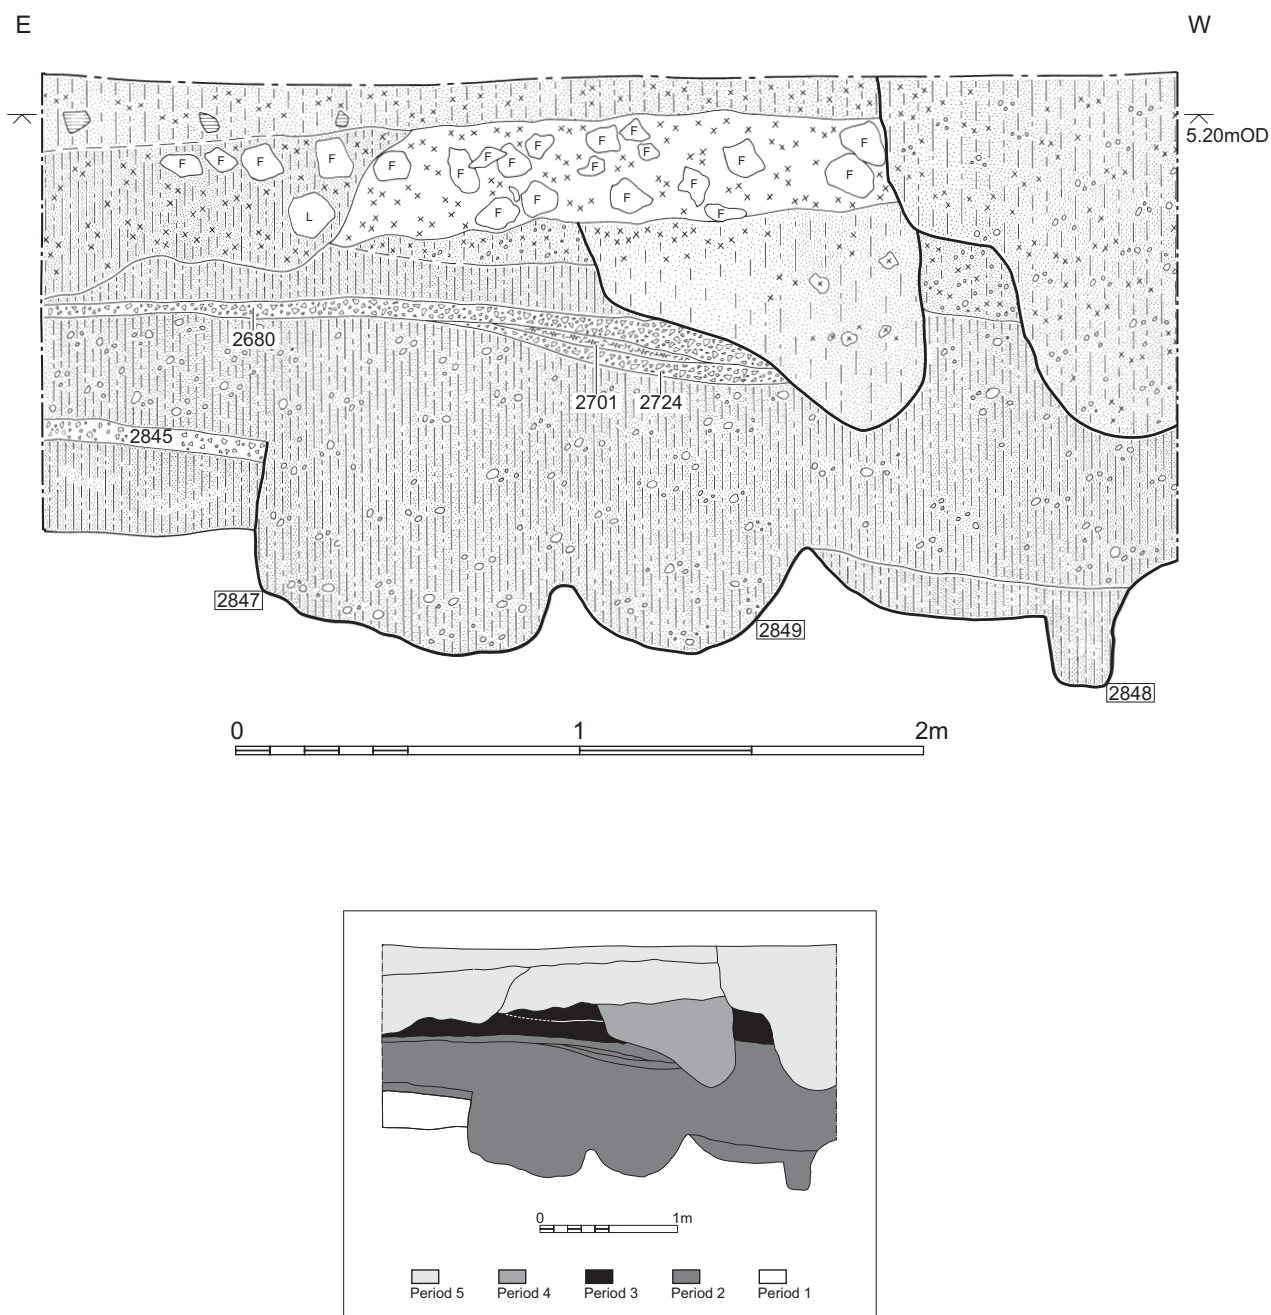 E W
5.20mOD
F F F F F F F F F F F F F F F F F F F F
L
2680
2701 2724
2845
2847
2849
2848
0 1 2m
0 1m
Period 5 Period 4 Period 3 Period 2 Period 1